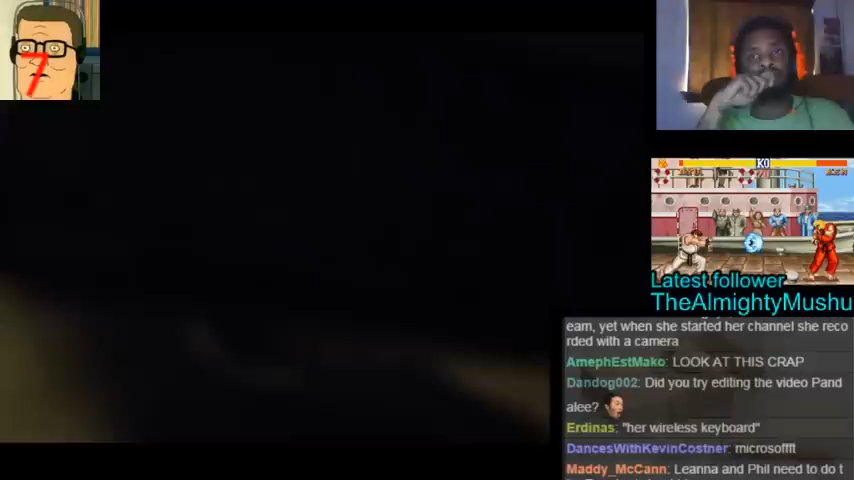 7
KO
KEN
Latest follower
TheAlmightyMushu
eam, yet when she started her channel she reco
rded with a camera
AmephEstMako: LOOK AT THIS CRAP
Dandog002: Did you try editing the video Pand
alee?
Erdinas: "her wireless keyboard"
DancesWithKevinCostner: microsoffft
Maddy_McCann: Leanna and Phil need to do t